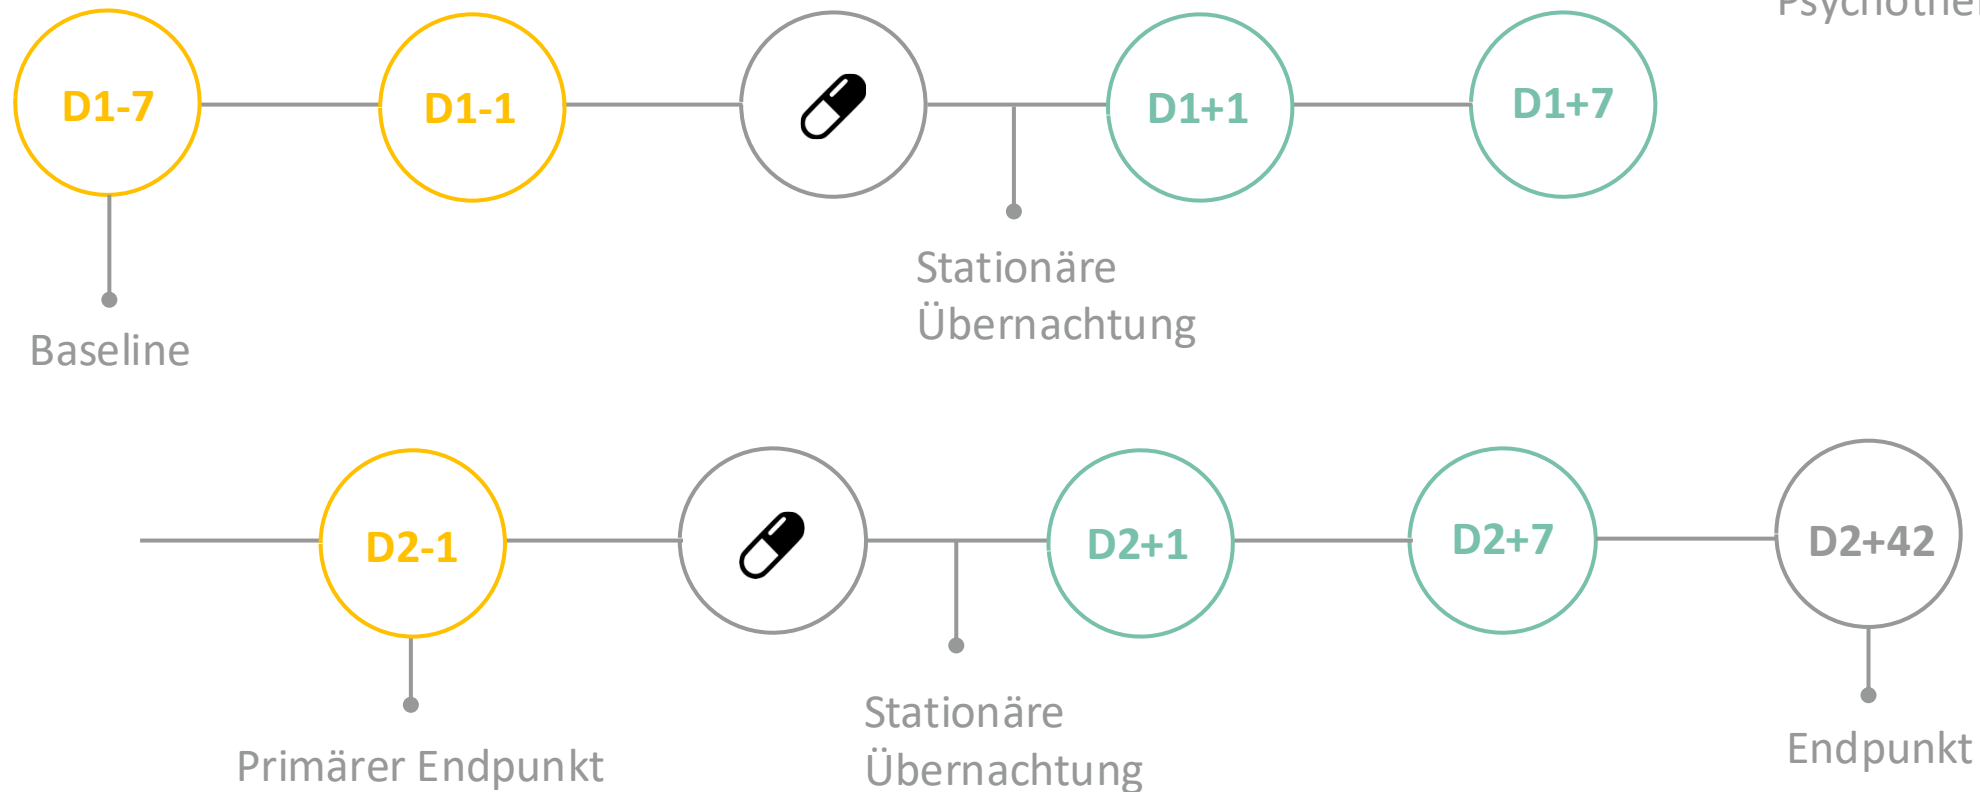 D1-7
D1-1
D1+1
D1+7
Stationäre
Übernachtung
Baseline
D2-1
D2+1
D2+7
D2+42
Primärer Endpunkt
Stationäre
Übernachtung
Endpunkt